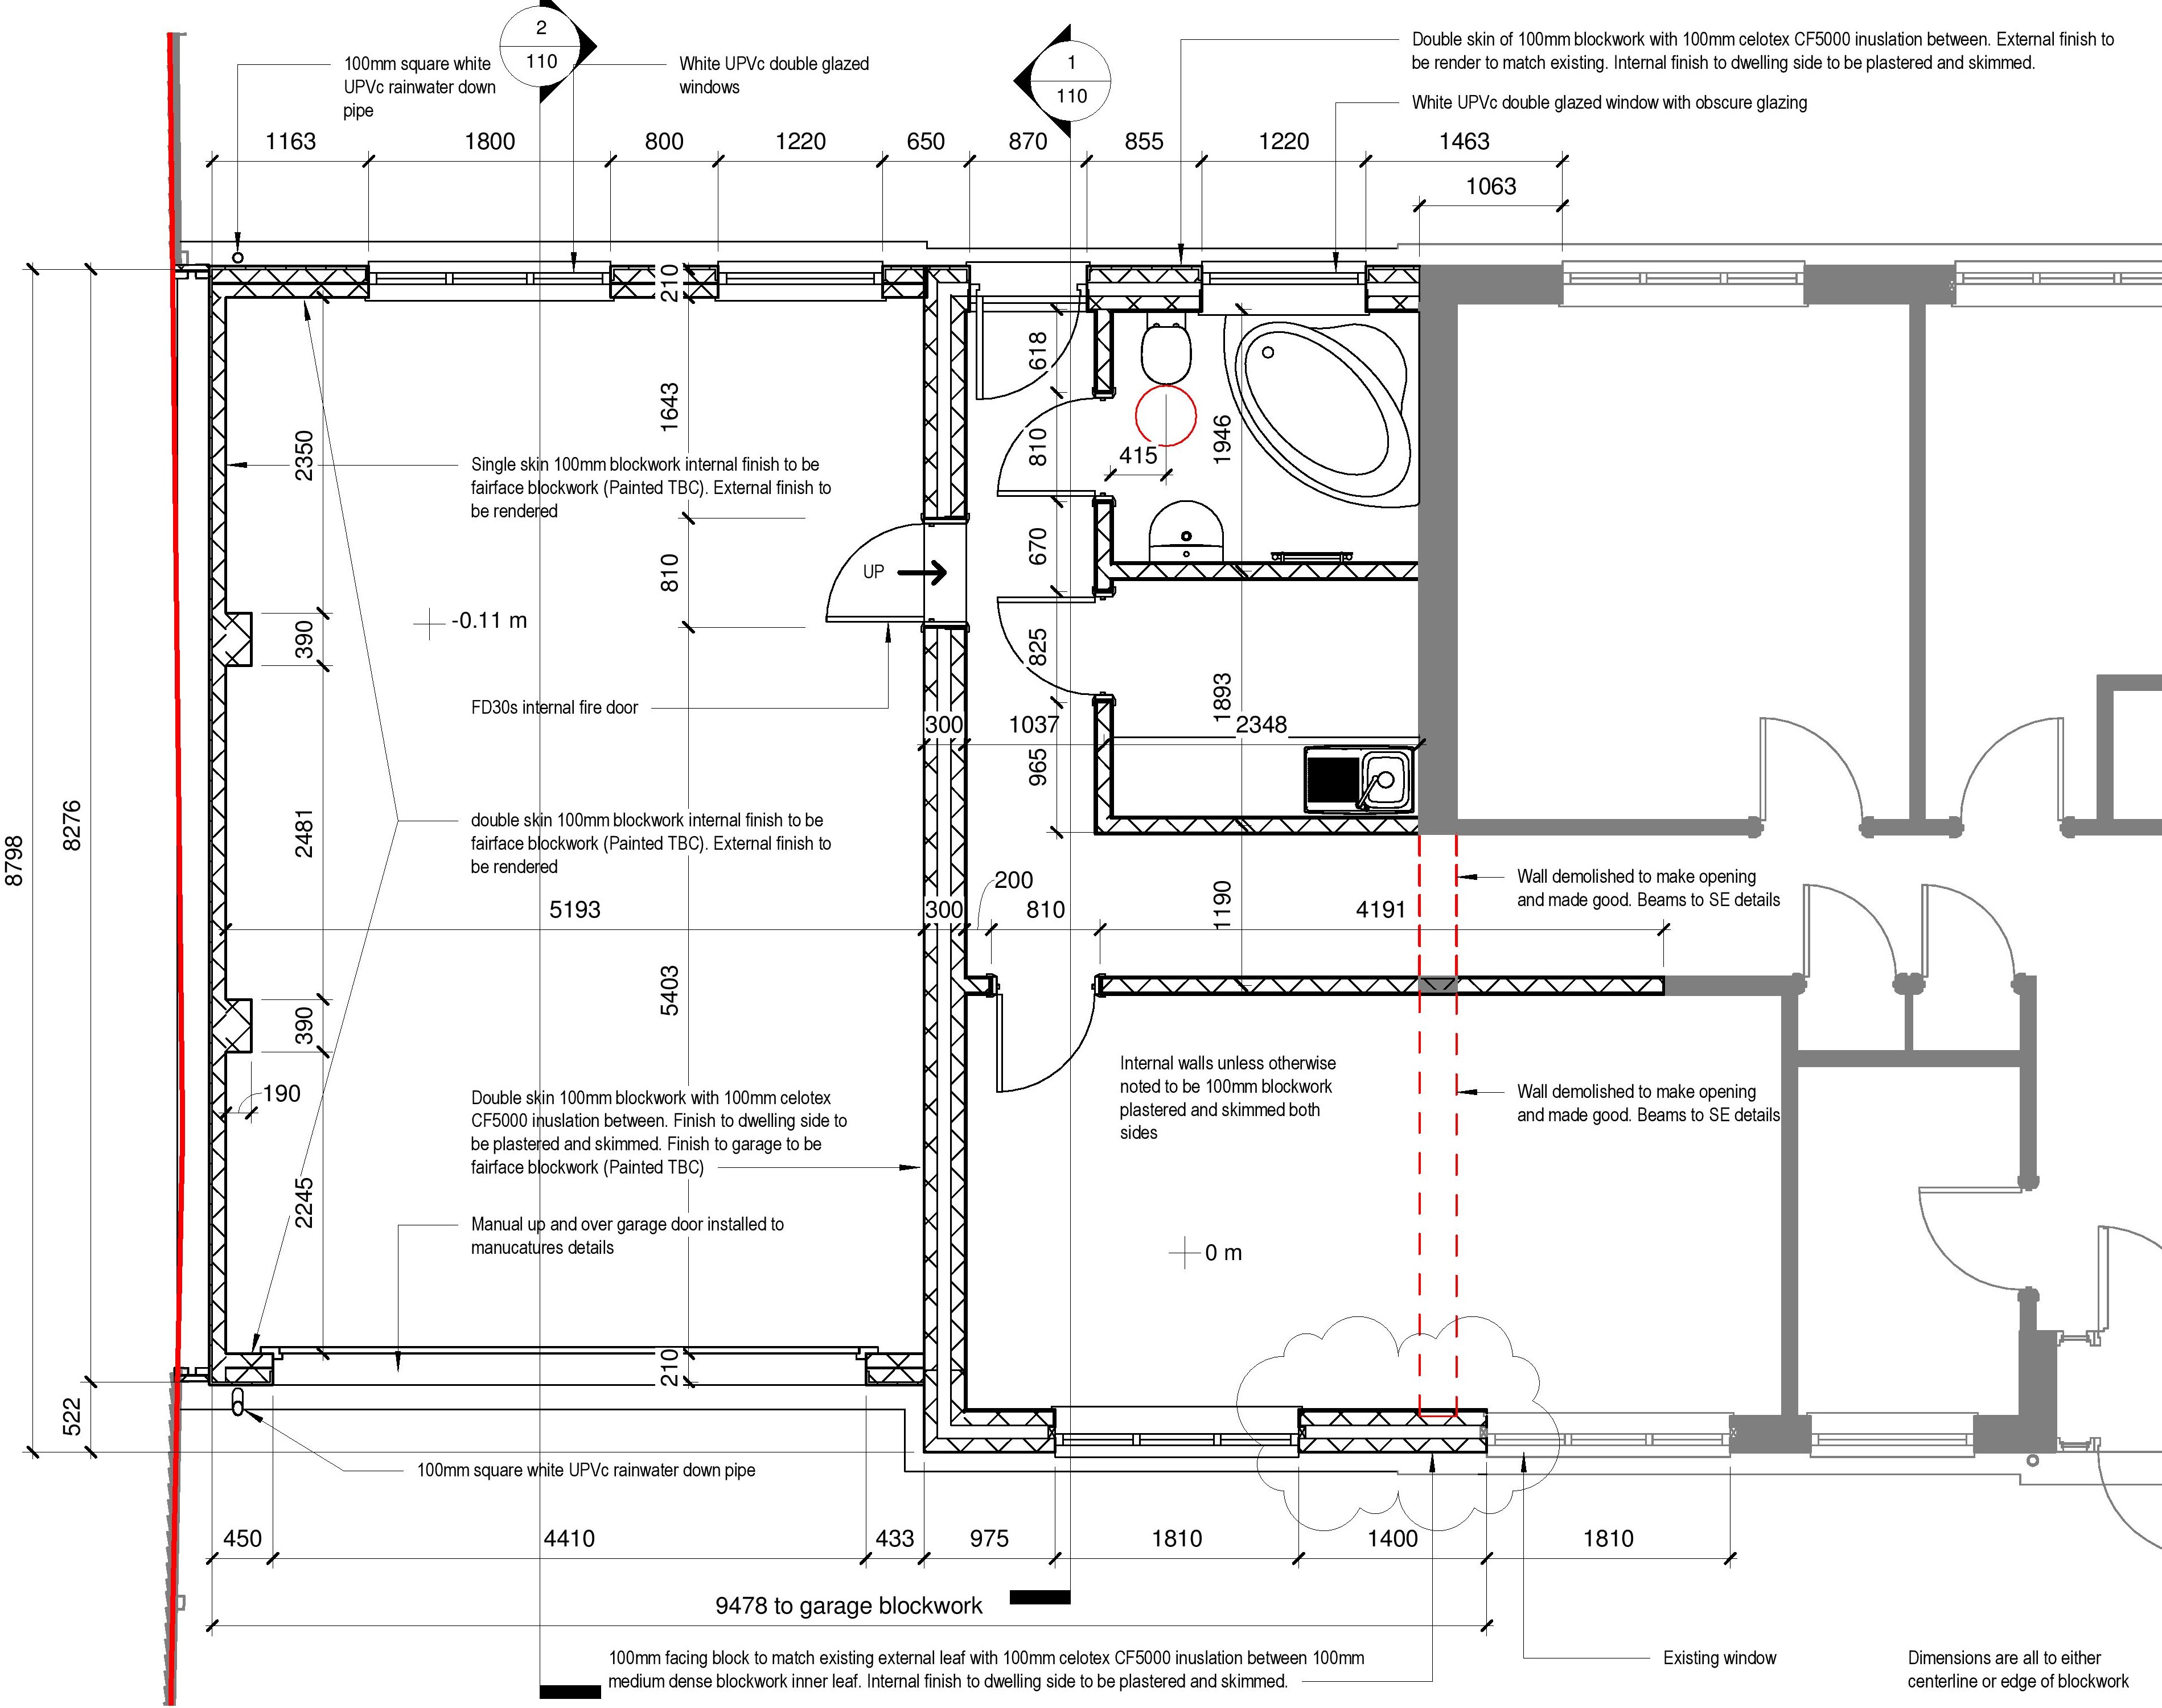 2
110
1
110
100mm square white
UPVc rainwater down
pipe
White UPVc double glazed
windows
Double skin of 100mm blockwork with 100mm celotex CF5000 inuslation between. External finish to
be render to match existing. Internal finish to dwelling side to be plastered and skimmed.
White UPVc double glazed window with obscure glazing
1163
1800
800
1220
650
870
855
1220
1463
1063
210
1643
618
2350
810
415
1946
Single skin 100mm blockwork internal finish to be
fairface blockwork (Painted TBC). External finish to
be rendered
670
810
UP
-0.11 m
390
825
1893
FD30s internal fire door
300
1037
2348
965
8798
8276
2481
double skin 100mm blockwork internal finish to be
fairface blockwork (Painted TBC). External finish to
be rendered
Wall demolished to make opening
and made good. Beams to SE details
200
5193
300
810
1190
4191
5403
390
190
Internal walls unless otherwise
noted to be 100mm blockwork
plastered and skimmed both
sides
Wall demolished to make opening
and made good. Beams to SE details
Double skin 100mm blockwork with 100mm celotex
CF5000 inuslation between. Finish to dwelling side to
be plastered and skimmed. Finish to garage to be
fairface blockwork (Painted TBC)
2245
Manual up and over garage door installed to
manucatures details
0 m
210
522
100mm square white UPVc rainwater down pipe
450
4410
433
975
1810
1400
1810
9478 to garage blockwork
100mm facing block to match existing external leaf with 100mm celotex CF5000 inuslation between 100mm
medium dense blockwork inner leaf. Internal finish to dwelling side to be plastered and skimmed.
Existing window
Dimensions are all to either
centerline or edge of blockwork